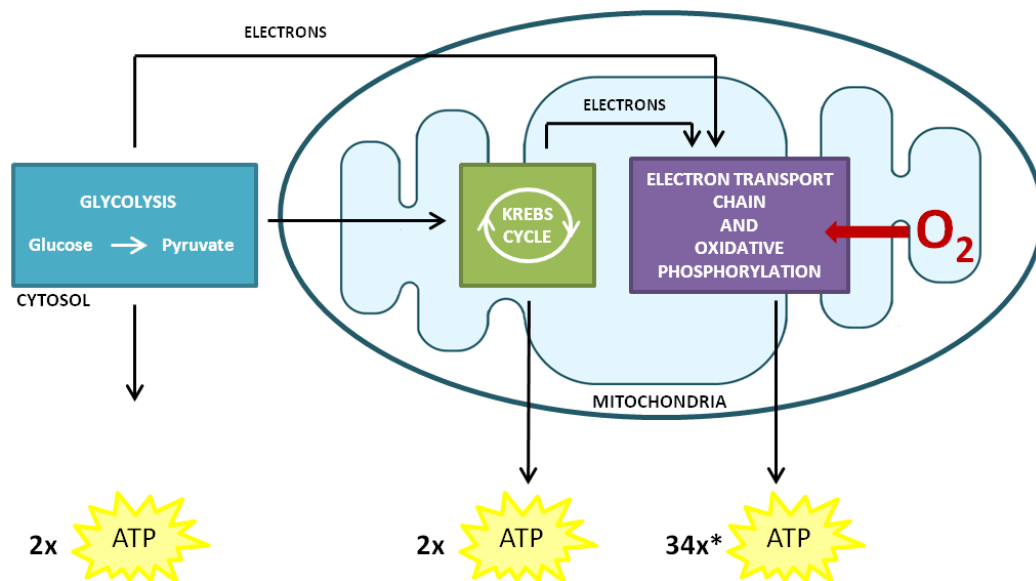 ELECTRONS
ELECTRONS
GLYCOLYSIS
Glucose
Pyruvate
CYTOSOL
KREBS
CYCLE
ELECTRON TRANSPORT
CHAIN
AND
OXIDATIVE
PHOSPHORYLATION
O2
MITOCHONDRIA
2x ATP
2x ATP
34x* ATP